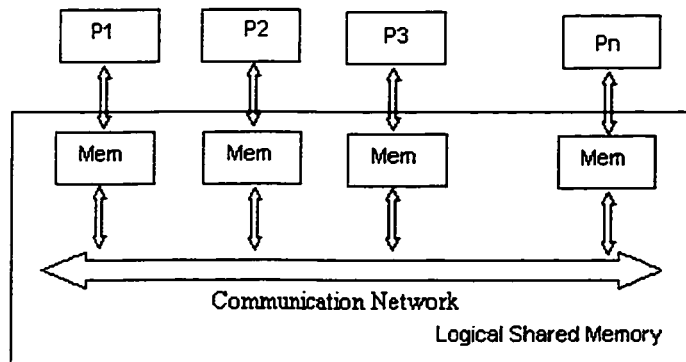 P1 P2 P3 Pn
Mem Mem Mem Mem
Communication Network
Logical Shared Memory